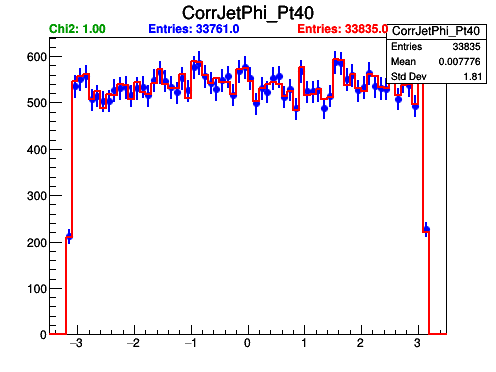 CorrJetPhi_Pt40
Chi2: 1.00 Entries: 33761.0 Entries: 33835.0
CorrJetPhi_Pt40
Entries 33835
Mean 0.007776
Std Dev 1.81
600
500
400
300
200
100
0
−3 −2 −1 0 1 2 3